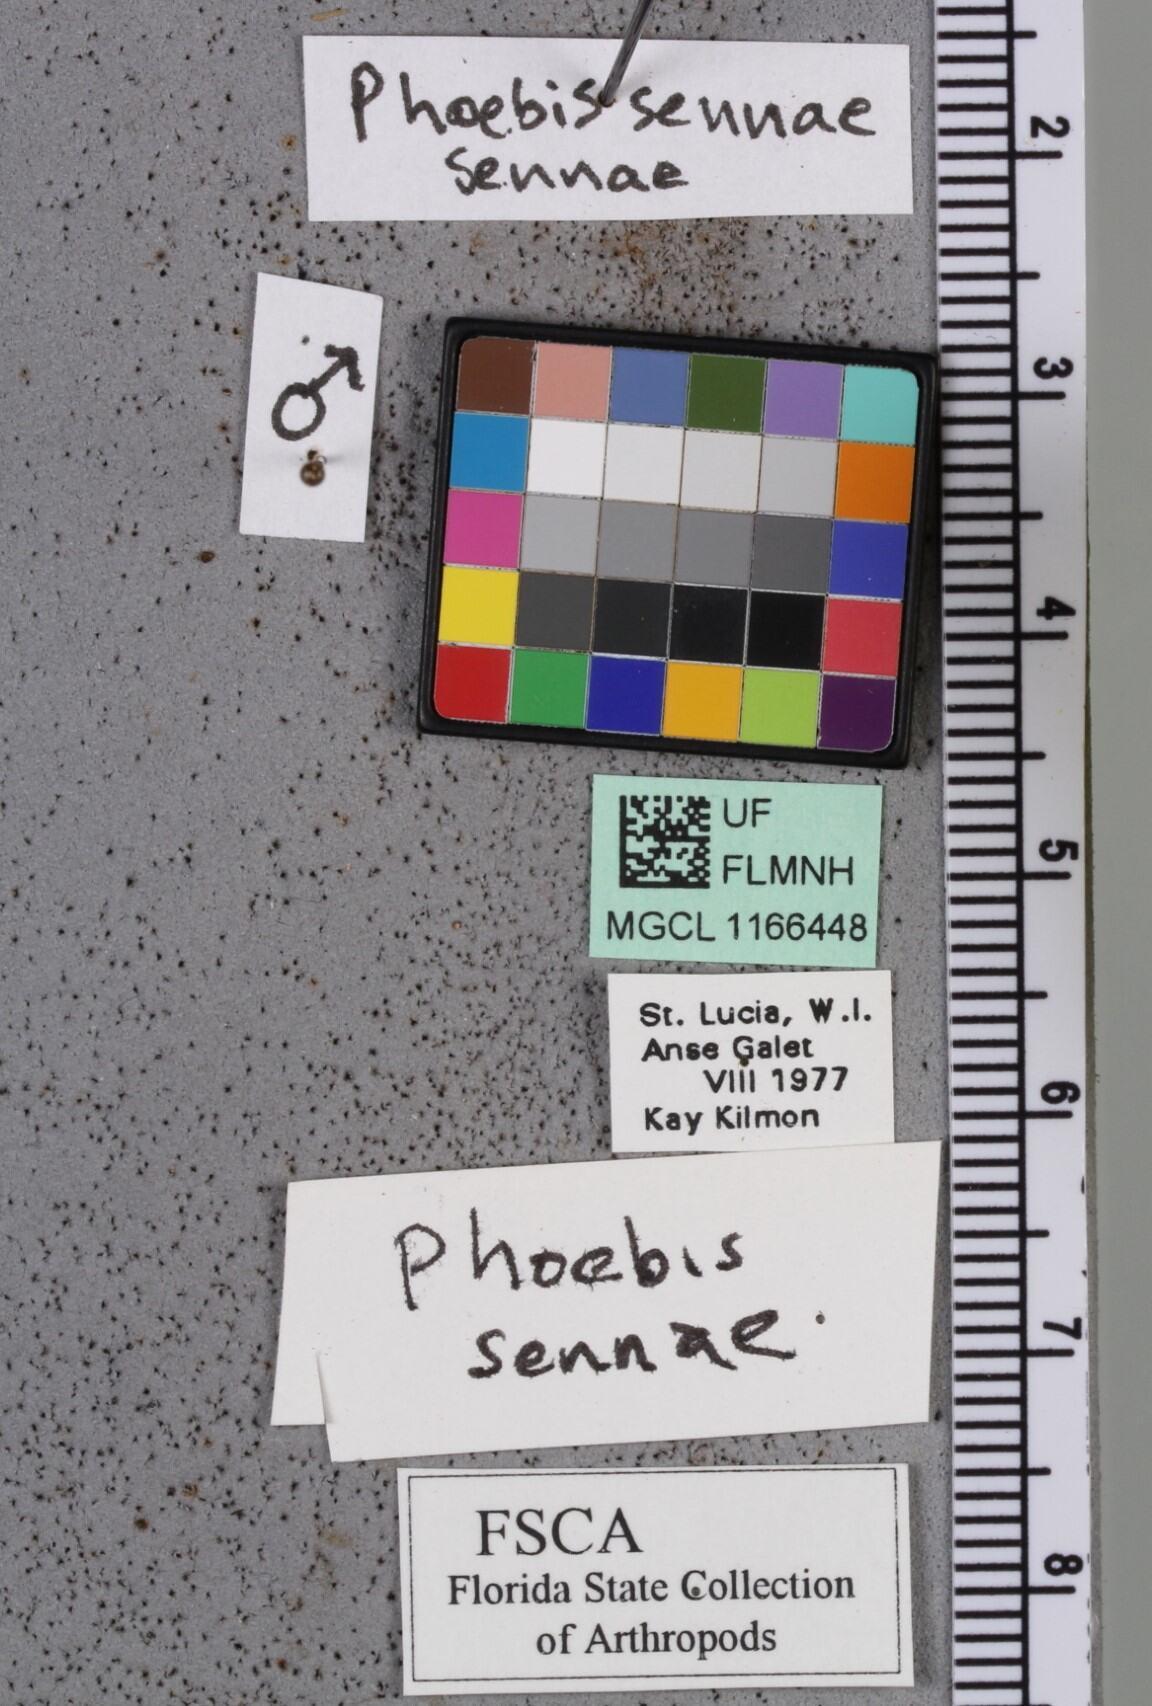 Phoebis sennae
sennae
♂
UF
FLMNH
MGCL 1166448
St. Lucia, W.I.
Anse Galet
VIII 1977
Kay Kilmon
Phoebis
sennae
FSCA
Florida State Collection
of Arthropods
2
3
4
5
6
7
8